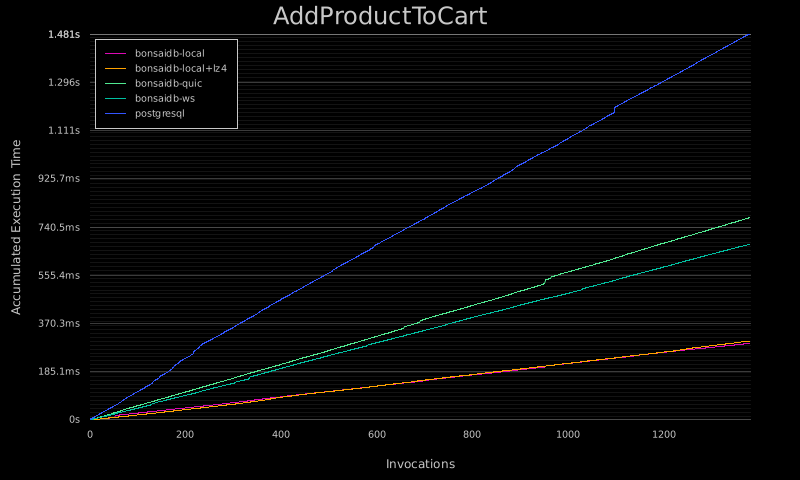 AddProductToCart
1.481s
1.296s
1.111s
925.7ms
740.5ms
555.4ms
370.3ms
185.1ms
0s
Accumulated Execution Time
bonsaidb-local
bonsaidb-local+lz4
bonsaidb-quic
bonsaidb-ws
postgresql
0 200 400 600 800 1000 1200
Invocations